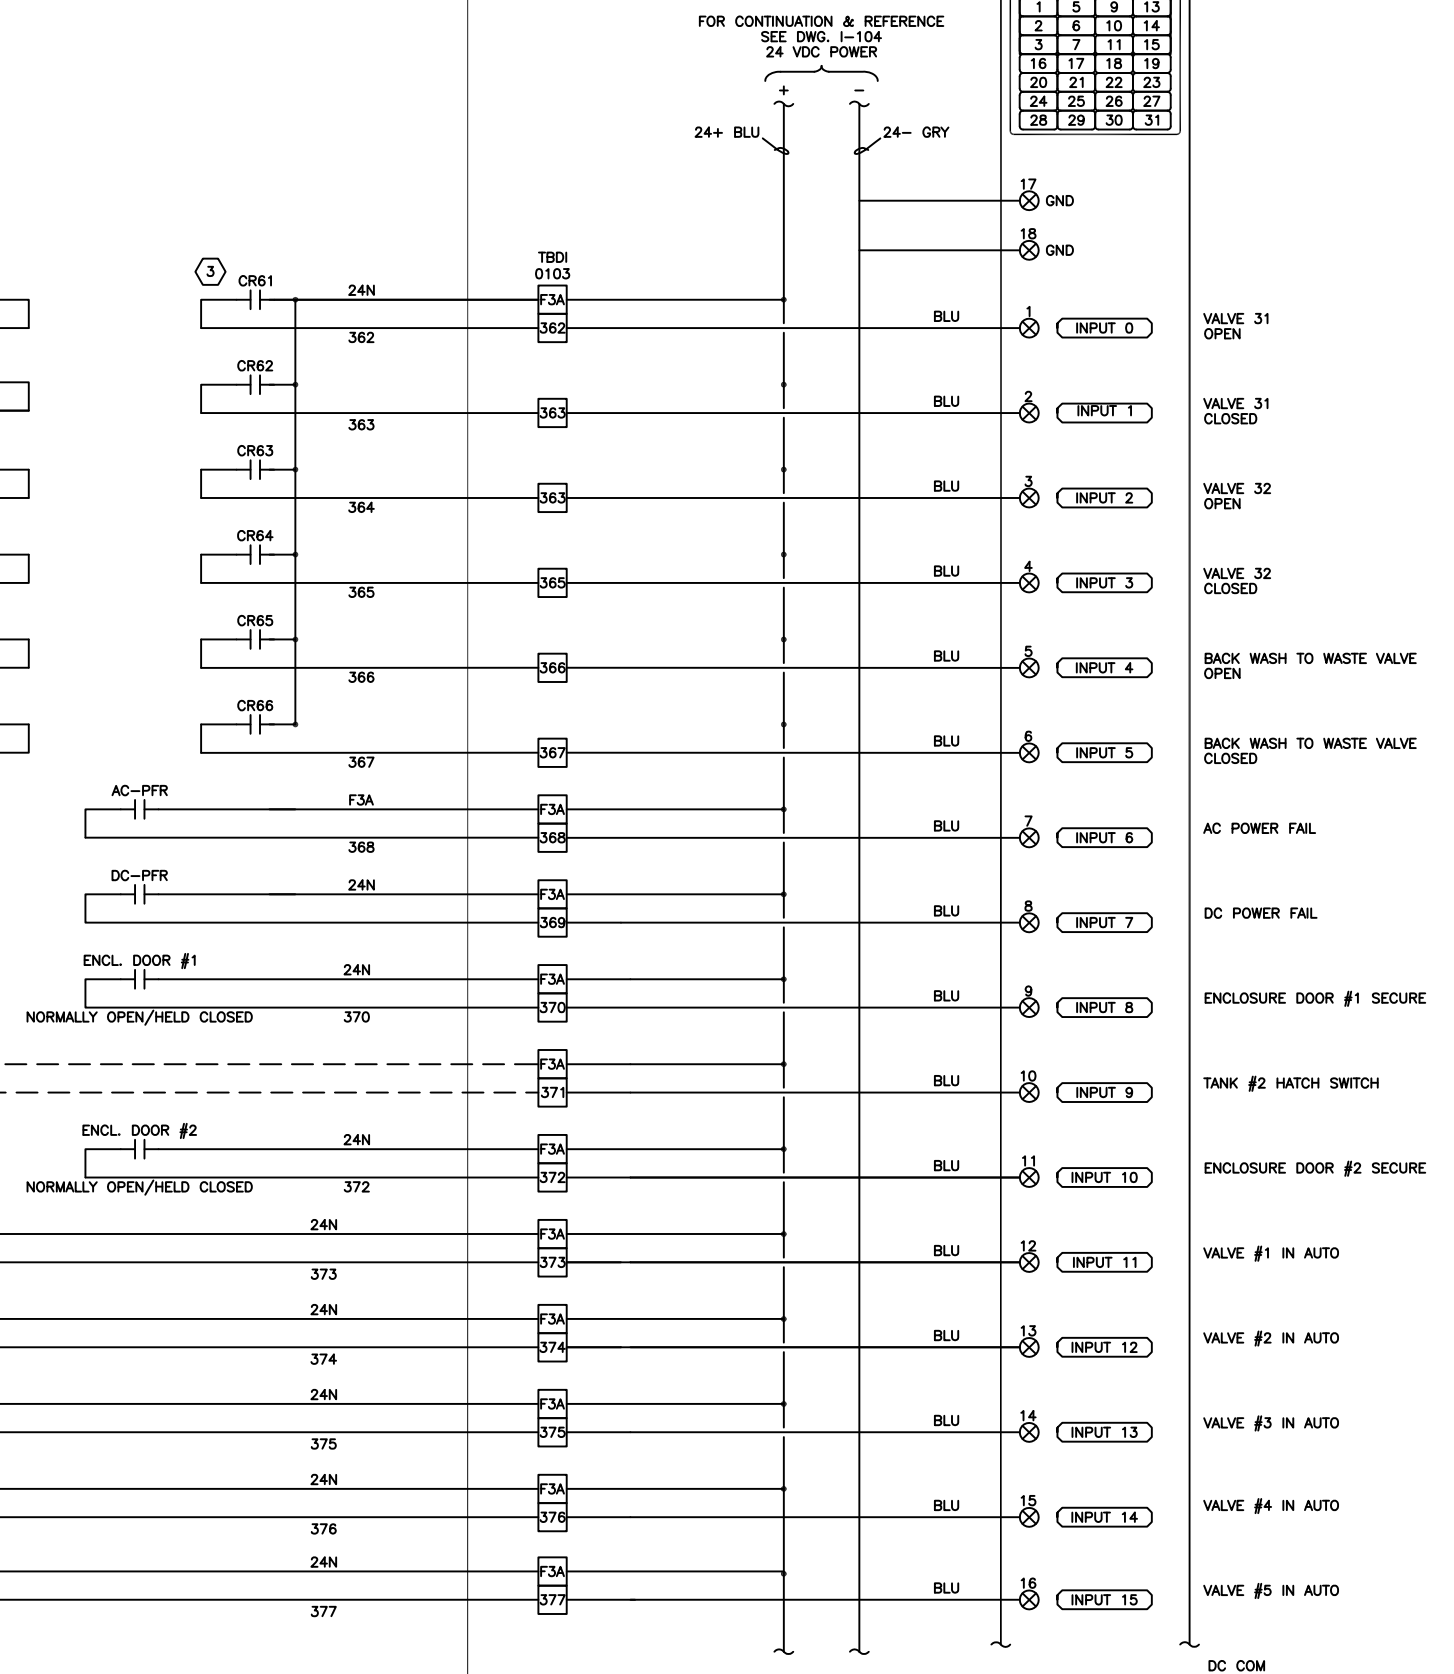 1 5 9 13
2 6 10 14
3 7 11 15
16 17 18 19
20 21 22 23
24 25 26 27
28 29 30 31
FOR CONTINUATION & REFERENCE
SEE DWG. I-104
24 VDC POWER
+ -
24+ BLU
24- GRY
17
GND
18
GND
3
TBDI
0103
CR61
24N
F3A
362
362
BLU
1
INPUT 0
VALVE 31
OPEN
CR62
363
363
BLU
2
INPUT 1
VALVE 31
CLOSED
CR63
364
363
BLU
3
INPUT 2
VALVE 32
OPEN
CR64
365
365
BLU
4
INPUT 3
VALVE 32
CLOSED
CR65
366
366
BLU
5
INPUT 4
BACK WASH TO WASTE VALVE
OPEN
CR66
367
367
BLU
6
INPUT 5
BACK WASH TO WASTE VALVE
CLOSED
AC-PFR
F3A
F3A
368
368
BLU
7
INPUT 6
AC POWER FAIL
DC-PFR
24N
F3A
369
BLU
8
INPUT 7
DC POWER FAIL
ENCL. DOOR #1
24N
F3A
NORMALLY OPEN/HELD CLOSED
370
370
BLU
9
INPUT 8
ENCLOSURE DOOR #1 SECURE
F3A
371
BLU
10
INPUT 9
TANK #2 HATCH SWITCH
ENCL. DOOR #2
24N
F3A
NORMALLY OPEN/HELD CLOSED
372
372
BLU
11
INPUT 10
ENCLOSURE DOOR #2 SECURE
24N
F3A
373
373
BLU
12
INPUT 11
VALVE #1 IN AUTO
24N
F3A
374
374
BLU
13
INPUT 12
VALVE #2 IN AUTO
24N
F3A
375
375
BLU
14
INPUT 13
VALVE #3 IN AUTO
24N
F3A
376
376
BLU
15
INPUT 14
VALVE #4 IN AUTO
24N
F3A
377
377
BLU
16
INPUT 15
VALVE #5 IN AUTO
DC COM